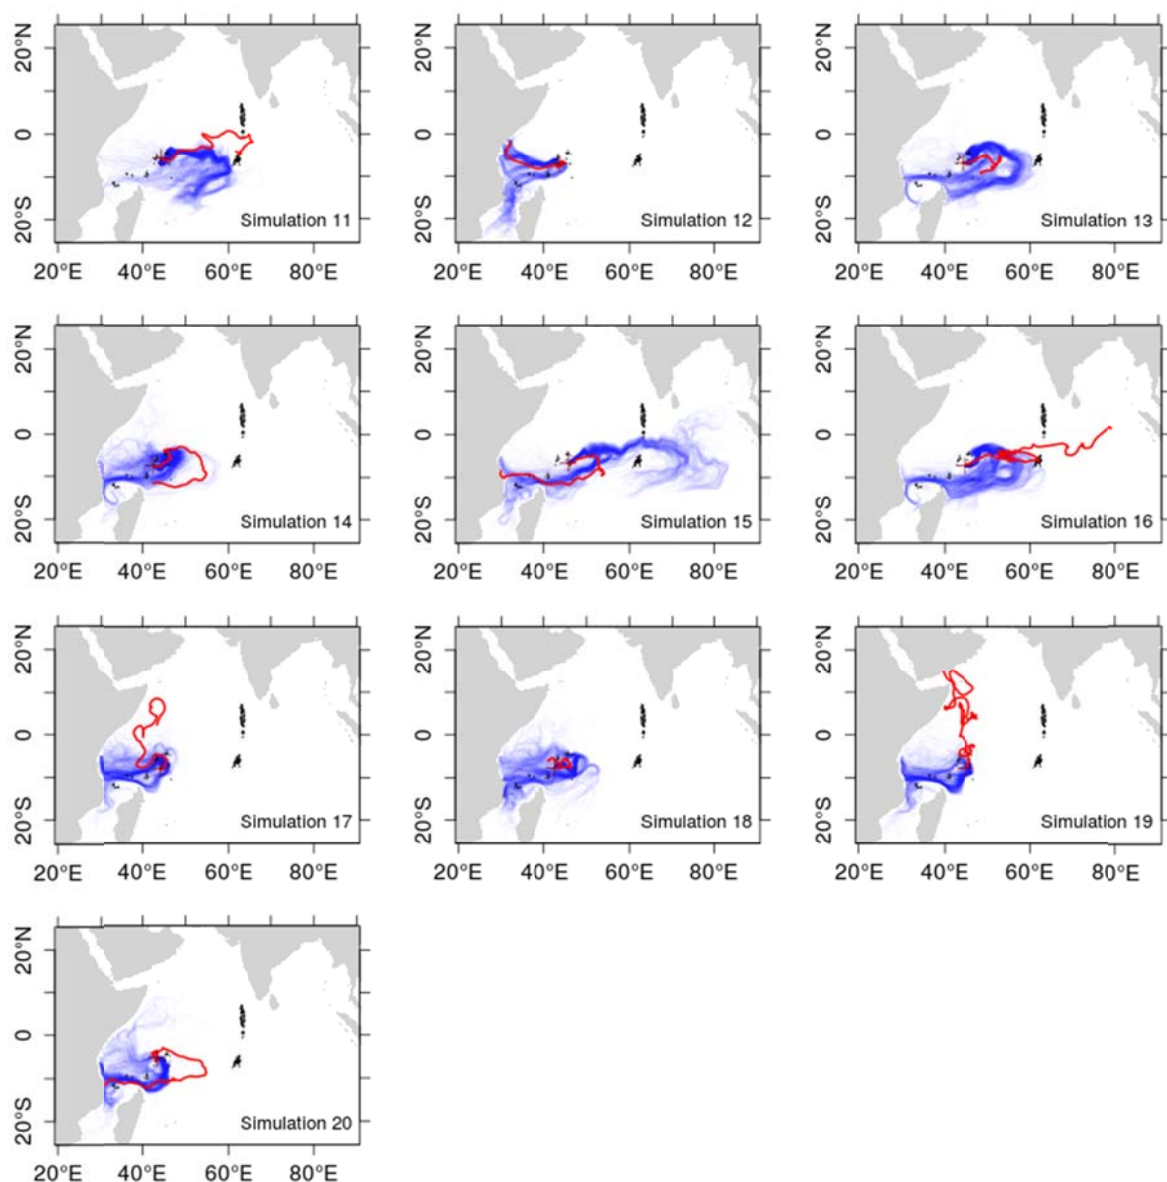 20°N
0
20°S
Simulation 11
20°E 40°E 60°E 80°E
20°N
0
20°S
Simulation 12
20°E 40°E 60°E 80°E
20°N
0
20°S
Simulation 13
20°E 40°E 60°E 80°E
20°N
0
20°S
Simulation 14
20°E 40°E 60°E 80°E
20°N
0
20°S
Simulation 15
20°E 40°E 60°E 80°E
20°N
0
20°S
Simulation 16
20°E 40°E 60°E 80°E
20°N
0
20°S
Simulation 17
20°E 40°E 60°E 80°E
20°N
0
20°S
Simulation 18
20°E 40°E 60°E 80°E
20°N
0
20°S
Simulation 19
20°E 40°E 60°E 80°E
20°N
0
20°S
Simulation 20
20°E 40°E 60°E 80°E